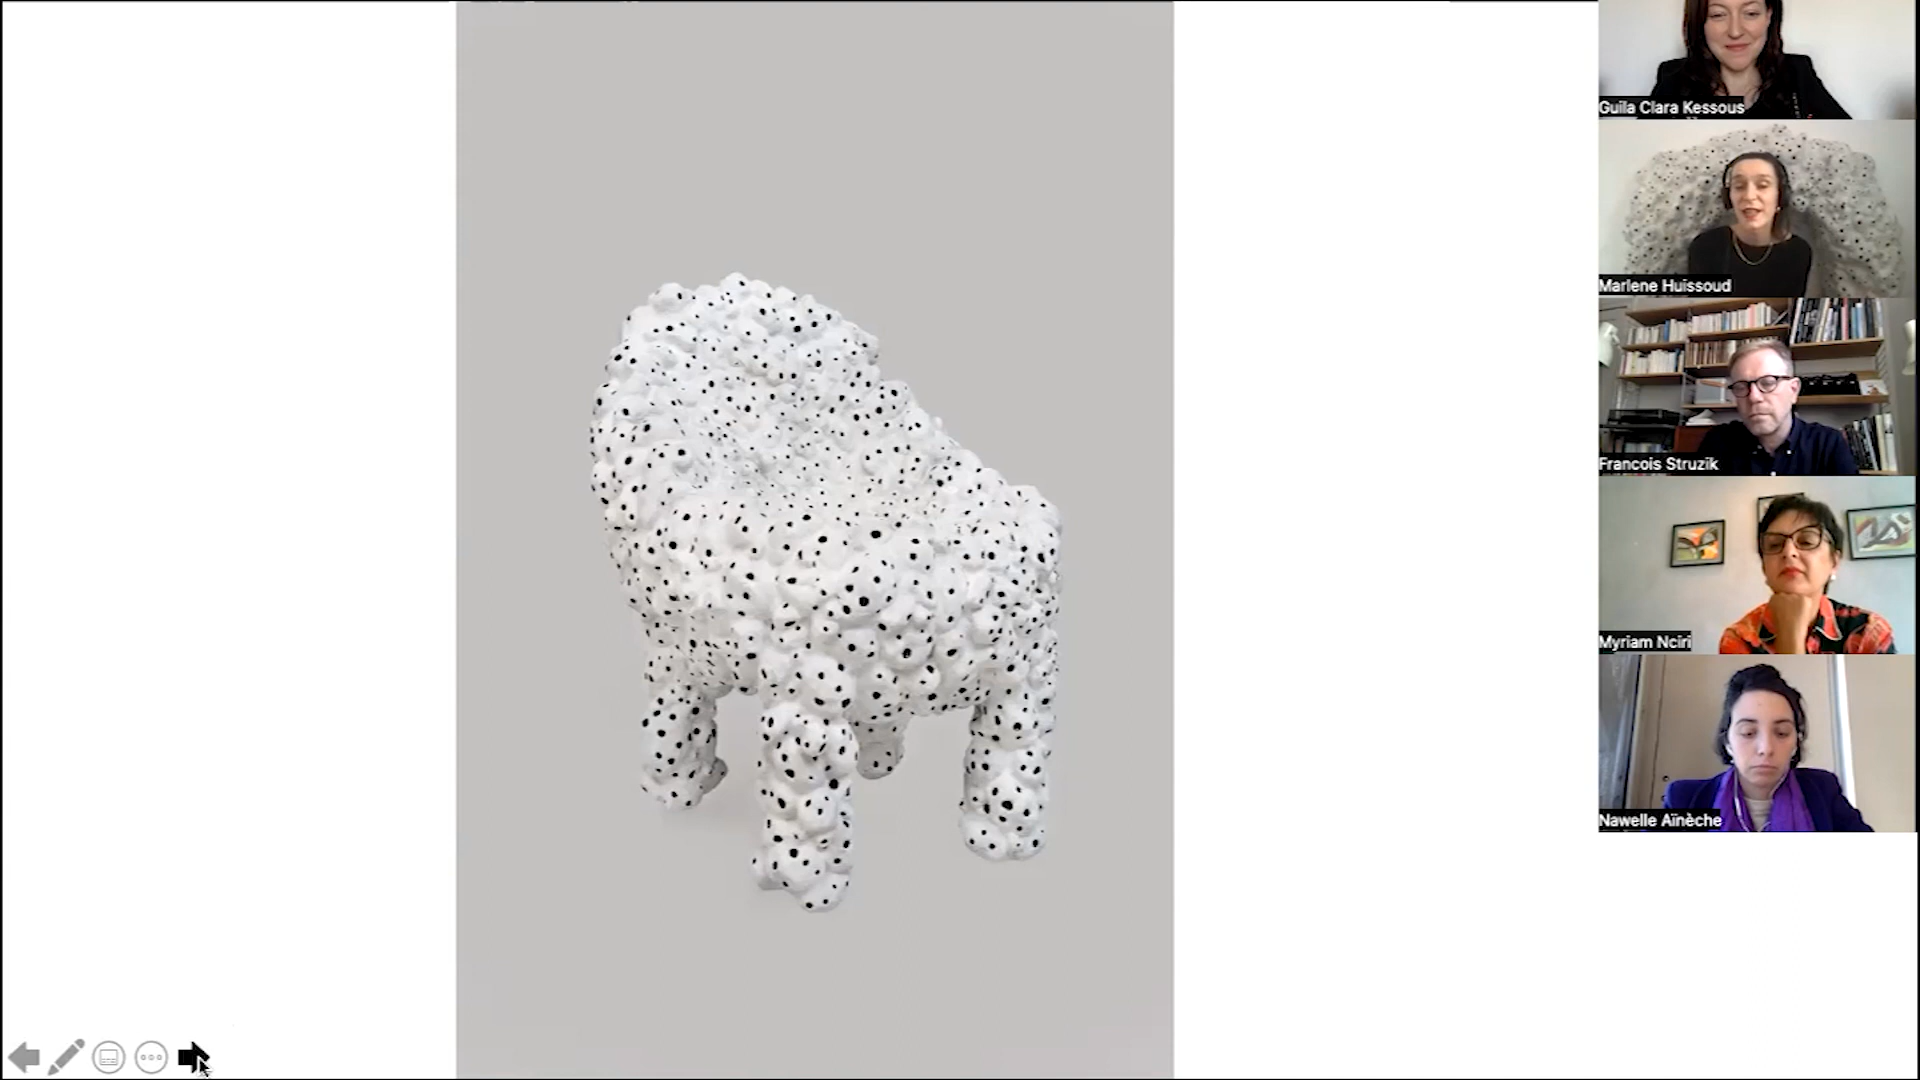 Guila Clara Kessous
Marlene Huissoud
Francois Struzik
Myriam Nciri
Nawelle Aïnèche